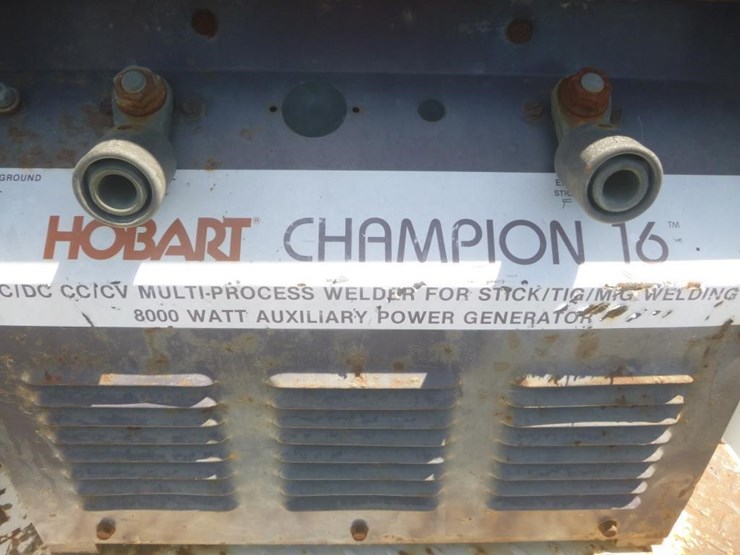 GROUND
HOBART® CHAMPION 16™
C/DC CC/CV MULTI-PROCESS WELDER FOR STICK/TIG/MIG WELDING
8000 WATT AUXILIARY POWER GENERATOR